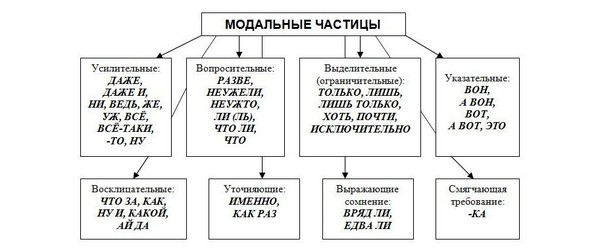 МОДАЛЬНЫЕ ЧАСТИЦЫ
Усилительные:
ДАЖЕ,
ДАЖЕ И,
НИ, ВЕДЬ, ЖЕ,
УЖ, ВСЁ,
ВСЁ-ТАКИ,
-ТО, НУ
Вопросительные:
РАЗВЕ,
НЕУЖЕЛИ,
НЕУЖТО,
ЛИ (ЛЬ),
ЧТО ЛИ,
ЧТО
Выделительные
(ограничительные):
ТОЛЬКО, ЛИШЬ,
ЛИШЬ ТОЛЬКО,
ХОТЬ, ПОЧТИ,
ИСКЛЮЧИТЕЛЬНО
Указательные:
ВОН,
А ВОН,
ВОТ,
А ВОТ, ЭТО
Восклицательные:
ЧТО ЗА, КАК,
НУ И, КАКОЙ,
АЙ ДА
Уточняющие:
ИМЕННО,
КАК РАЗ
Выражающие
сомнение:
ВРЯД ЛИ,
ЕДВА ЛИ
Смягчающая
требование:
-КА